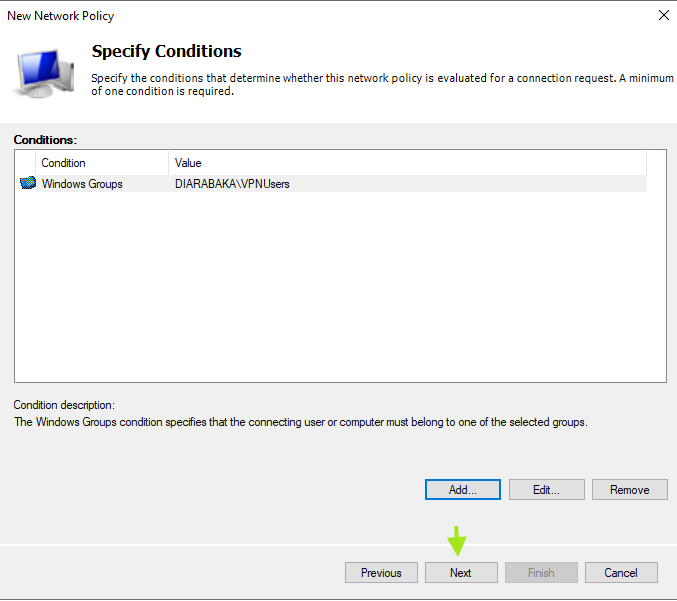 New Network Policy
Specify Conditions
Specify the conditions that determine whether this network policy is evaluated for a connection request. A minimum
of one condition is required.
Conditions:
Condition Value
Windows Groups DIARABAKA\VPNUsers
Condition description:
The Windows Groups condition specifies that the connecting user or computer must belong to one of the selected groups.
Add... Edit... Remove
Previous Next Finish Cancel